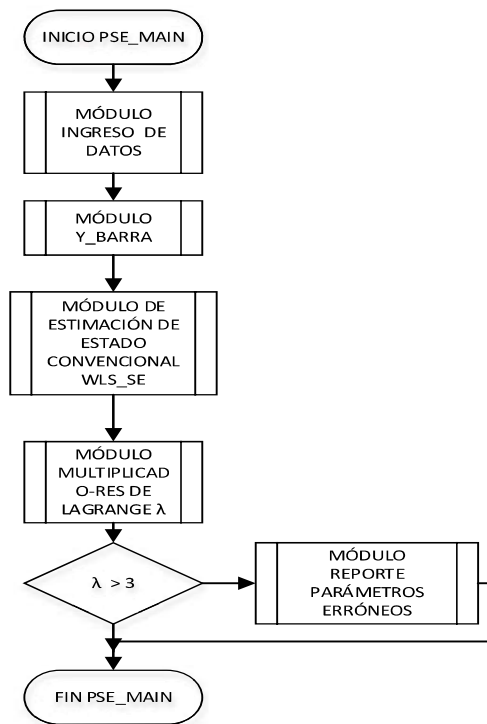 INICIO PSE_MAIN
MÓDULO
INGRESO DE
DATOS
MÓDULO
Y_BARRA
MÓDULO DE
ESTIMACIÓN DE
ESTADO
CONVENCIONAL
WLS_SE
MÓDULO
MULTIPLICAD
O-RES DE
LAGRANGE λ
λ > 3
MÓDULO
REPORTE
PARÁMETROS
ERRÓNEOS
FIN PSE_MAIN